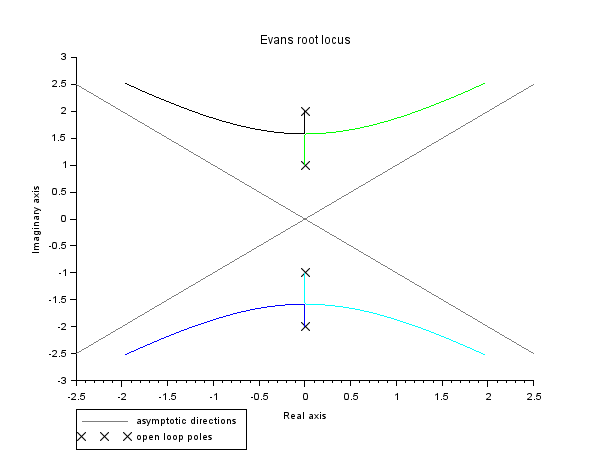 Evans root locus
3
2.5
2
1.5
1
0.5
0
-0.5
-1
-1.5
-2
-2.5
-3
Imaginary axis
-2.5 -2 -1.5 -1 -0.5 0 0.5 1 1.5 2 2.5
Real axis
asymptotic directions
open loop poles